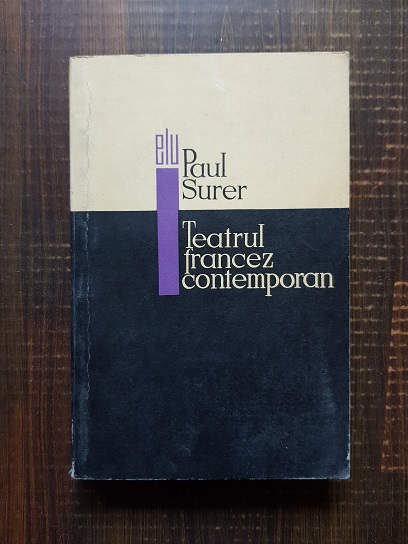 elu
Paul
Surer
Teatrul
francez
contemporan